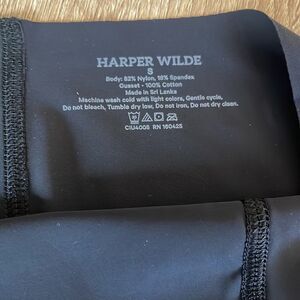 HARPER WILDE
S
Body: 82% Nylon, 18% Spandex
Gusset - 100% Cotton
Made in Sri Lanka
Machine wash cold with light colors, Gentle cycle,
Do not bleach, Tumble dry low, Do not iron, Do not dry clean.
CIU4008 RN 160425